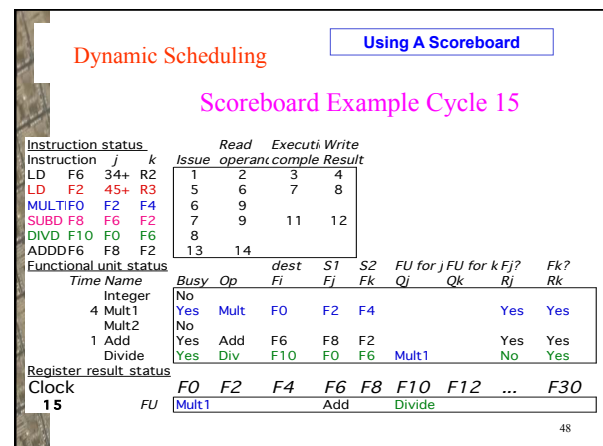 Using A Scoreboard
Dynamic Scheduling
Scoreboard Example Cycle 15
Instruction status Read Executi Write
Instruction j k Issue operan comple Result
LD F6 34+ R2 1 2 3 4
LD F2 45+ R3 5 6 7 8
MULTI F0 F2 F4 6 9
SUBD F8 F6 F2 7 9 11 12
DIVD F10 F0 F6 8
ADDD F6 F8 F2 13 14
Functional unit status dest S1 S2 FU for j FU for k Fj? Fk?
Time Name Busy Op Fi Fj Fk Qj Qk Rj Rk
Integer No
4 Mult1 Yes Mult F0 F2 F4 Yes Yes
Mult2 No
1 Add Yes Add F6 F8 F2 Yes Yes
Divide Yes Div F10 F0 F6 Mult1 No Yes
Register result status
Clock F0 F2 F4 F6 F8 F10 F12 ... F30
15 FU Mult1 Add Divide
48